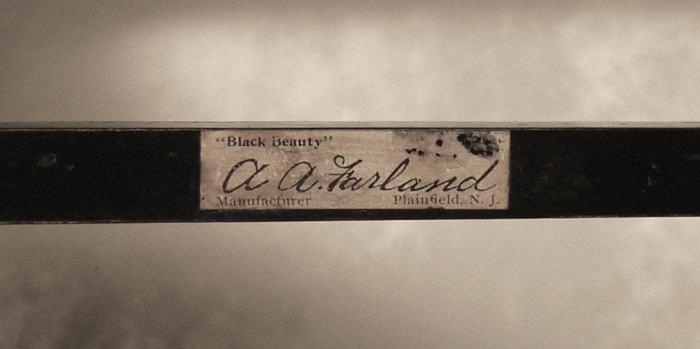 "Black Beauty"
A A. Farland
Manufacturer Plainfield, N. J.